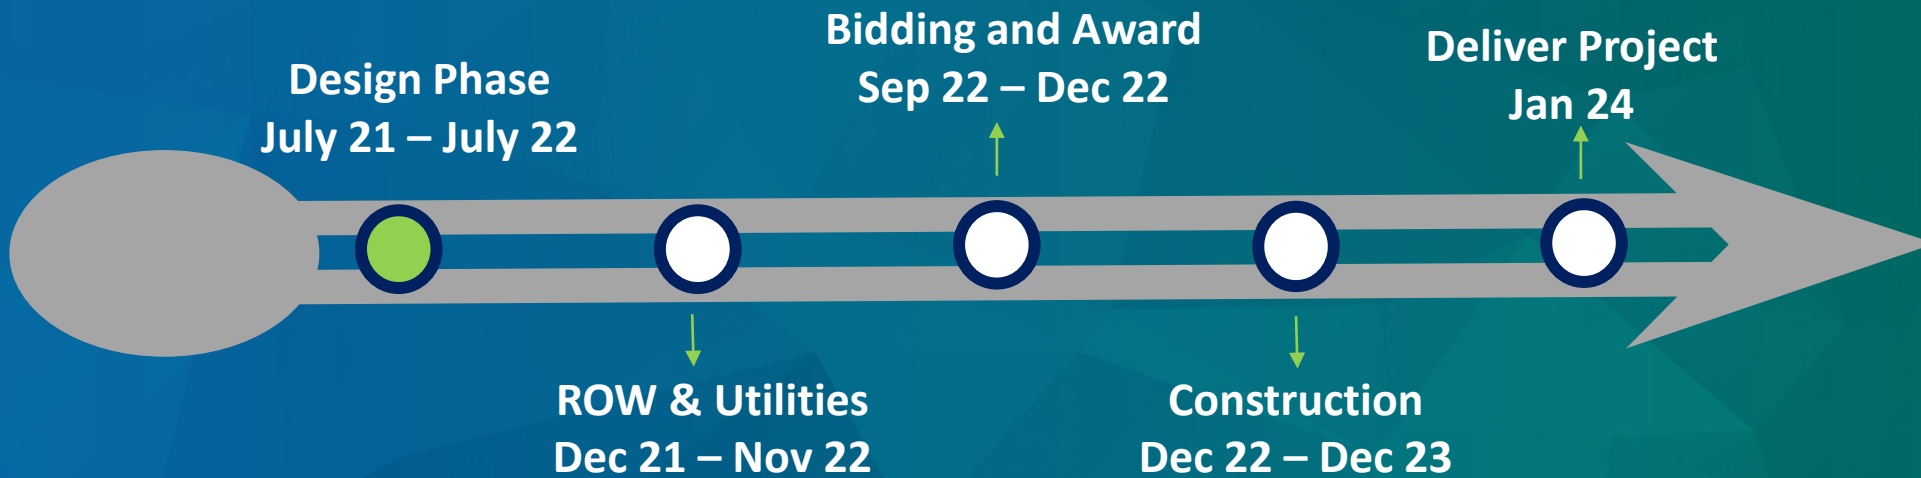 Design Phase
July 21 – July 22
ROW & Utilities
Dec 21 – Nov 22
Bidding and Award
Sep 22 – Dec 22
Construction
Dec 22 – Dec 23
Deliver Project
Jan 24